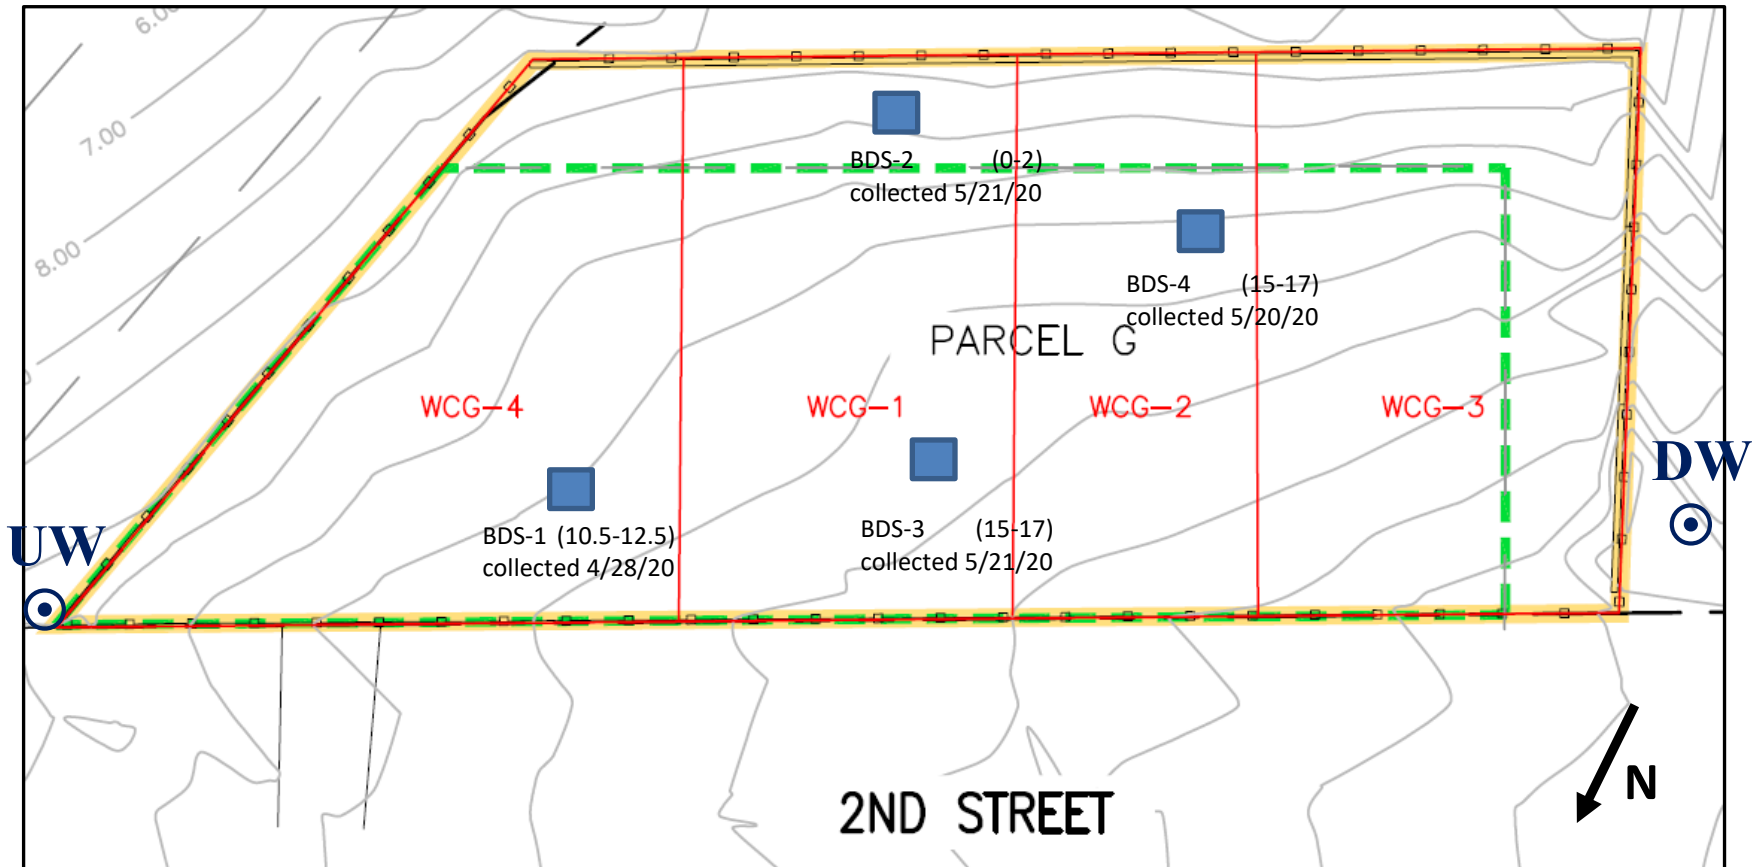 6.00
7.00
8.00
BDS-2 (0-2)
collected 5/21/20
BDS-4 (15-17)
collected 5/20/20
PARCEL G
WCG-4
WCG-1
WCG-2
WCG-3
DW
UW
BDS-1 (10.5-12.5)
collected 4/28/20
BDS-3 (15-17)
collected 5/21/20
N
2ND STREET